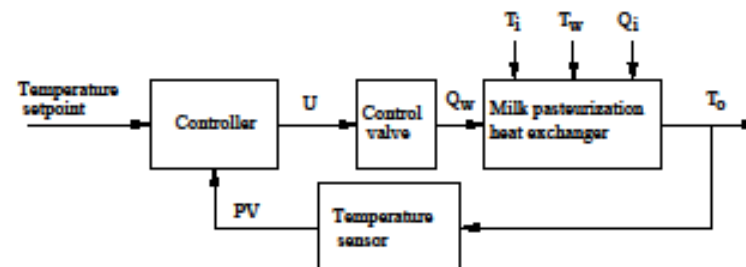 Ti Tw Qi
Temperature
setpoint
Controller
U
Control
valve
Qw
Milk pasteurization
heat exchanger
To
PV
Temperature
sensor